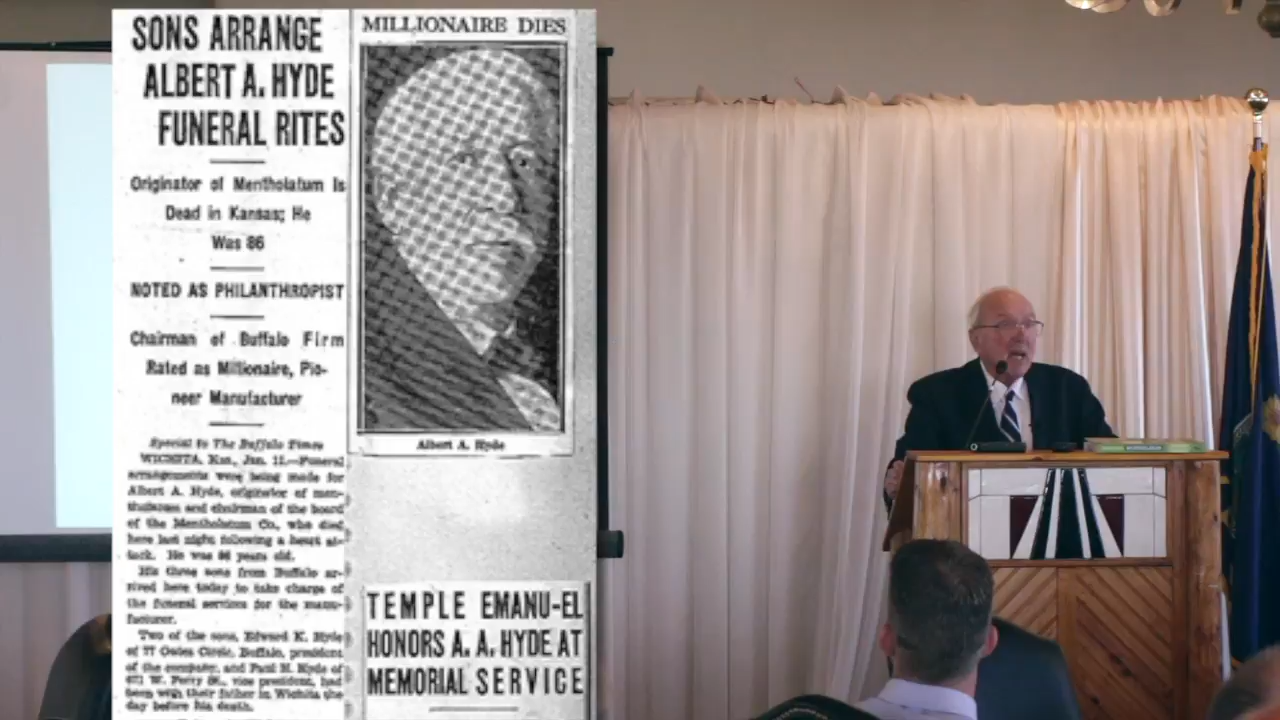 SONS ARRANGE
ALBERT A. HYDE
FUNERAL RITES
Originator of Mentholatum Is
Dead in Kansas; He
Was 86
NOTED AS PHILANTHROPIST
Chairman of Buffalo Firm
Rated as Millionaire, Pio-
neer Manufacturer
Special to The Buffalo Times
WICHITA, Kan., Jan. 11.—Funeral
arrangements were being made for
Albert A. Hyde, originator of men-
tholatum and chairman of the board
of the Mentholatum Co., who died
here last night following a heart at-
tack. He was 86 years old.
His three sons from Buffalo ar-
rived here today to take charge of
the funeral services for the manu-
facturer.
Two of the sons, Edward K. Hyde
of 77 Oates Circle, Buffalo, president
of the company, and Paul H. Hyde of
W. Ferry St., vice president, had
been with their father in Wichita the
day before his death.
MILLIONAIRE DIES
Albert A. Hyde
TEMPLE EMANU-EL
HONORS A. A. HYDE AT
MEMORIAL SERVICE